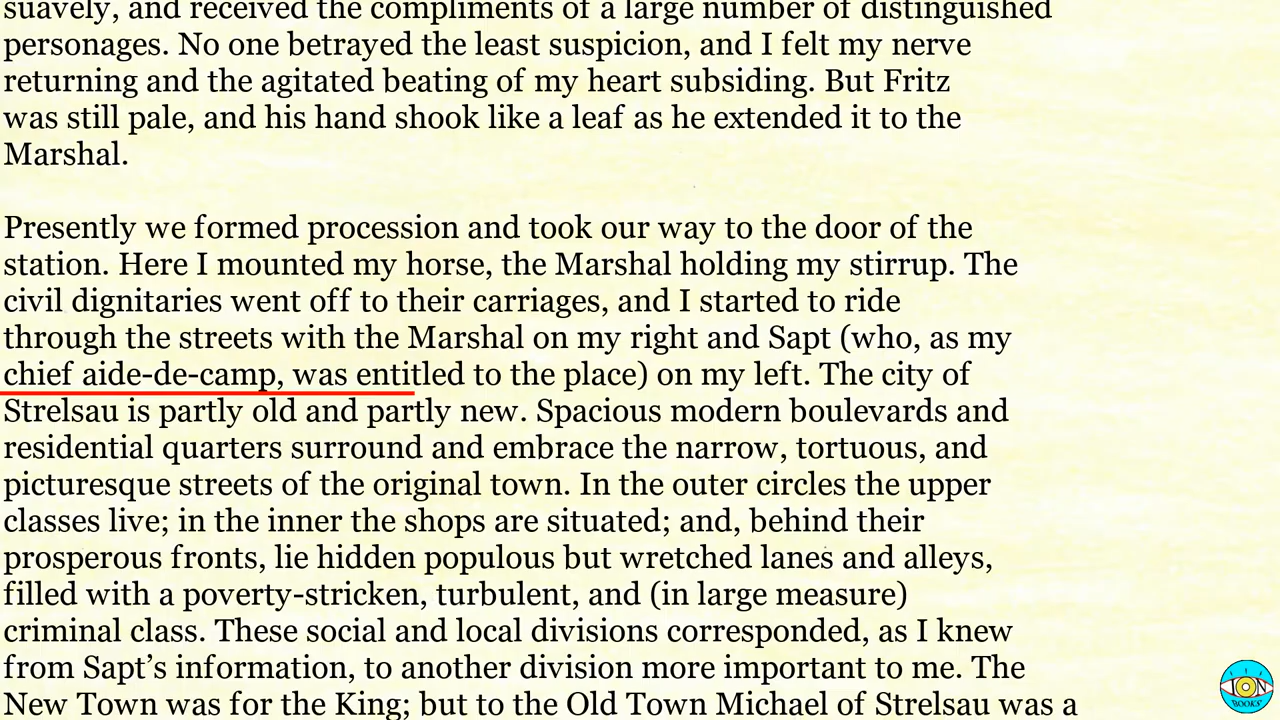 suavely, and received the compliments of a large number of distinguished
personages. No one betrayed the least suspicion, and I felt my nerve
returning and the agitated beating of my heart subsiding. But Fritz
was still pale, and his hand shook like a leaf as he extended it to the
Marshal.
Presently we formed procession and took our way to the door of the
station. Here I mounted my horse, the Marshal holding my stirrup. The
civil dignitaries went off to their carriages, and I started to ride
through the streets with the Marshal on my right and Sapt (who, as my
chief aide-de-camp, was entitled to the place) on my left. The city of
Strelsau is partly old and partly new. Spacious modern boulevards and
residential quarters surround and embrace the narrow, tortuous, and
picturesque streets of the original town. In the outer circles the upper
classes live; in the inner the shops are situated; and, behind their
prosperous fronts, lie hidden populous but wretched lanes and alleys,
filled with a poverty-stricken, turbulent, and (in large measure)
criminal class. These social and local divisions corresponded, as I knew
from Sapt’s information, to another division more important to me. The
New Town was for the King; but to the Old Town Michael of Strelsau was a
ION
BOOKS